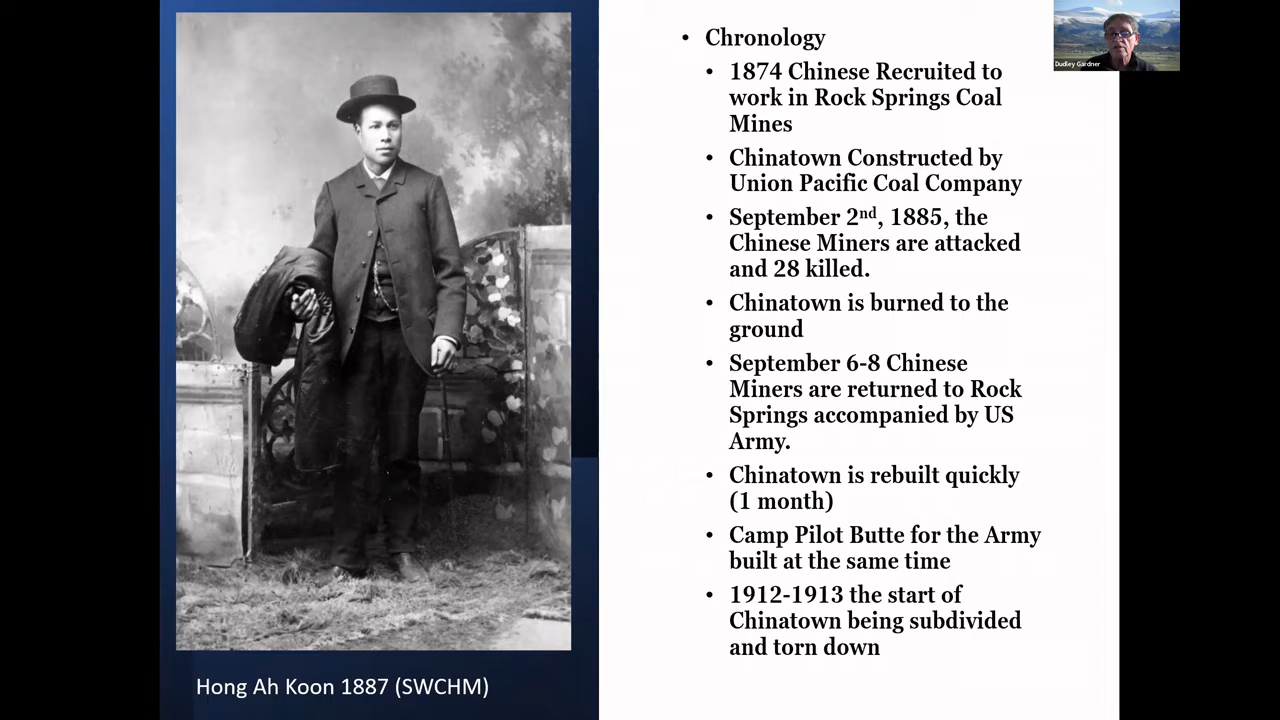 • Chronology
• 1874 Chinese Recruited to
work in Rock Springs Coal
Mines
• Chinatown Constructed by
Union Pacific Coal Company
• September 2nd, 1885, the
Chinese Miners are attacked
and 28 killed.
• Chinatown is burned to the
ground
• September 6-8 Chinese
Miners are returned to Rock
Springs accompanied by US
Army.
• Chinatown is rebuilt quickly
(1 month)
• Camp Pilot Butte for the Army
built at the same time
• 1912-1913 the start of
Chinatown being subdivided
and torn down
Hong Ah Koon 1887 (SWCHM)
Dudley Gardner